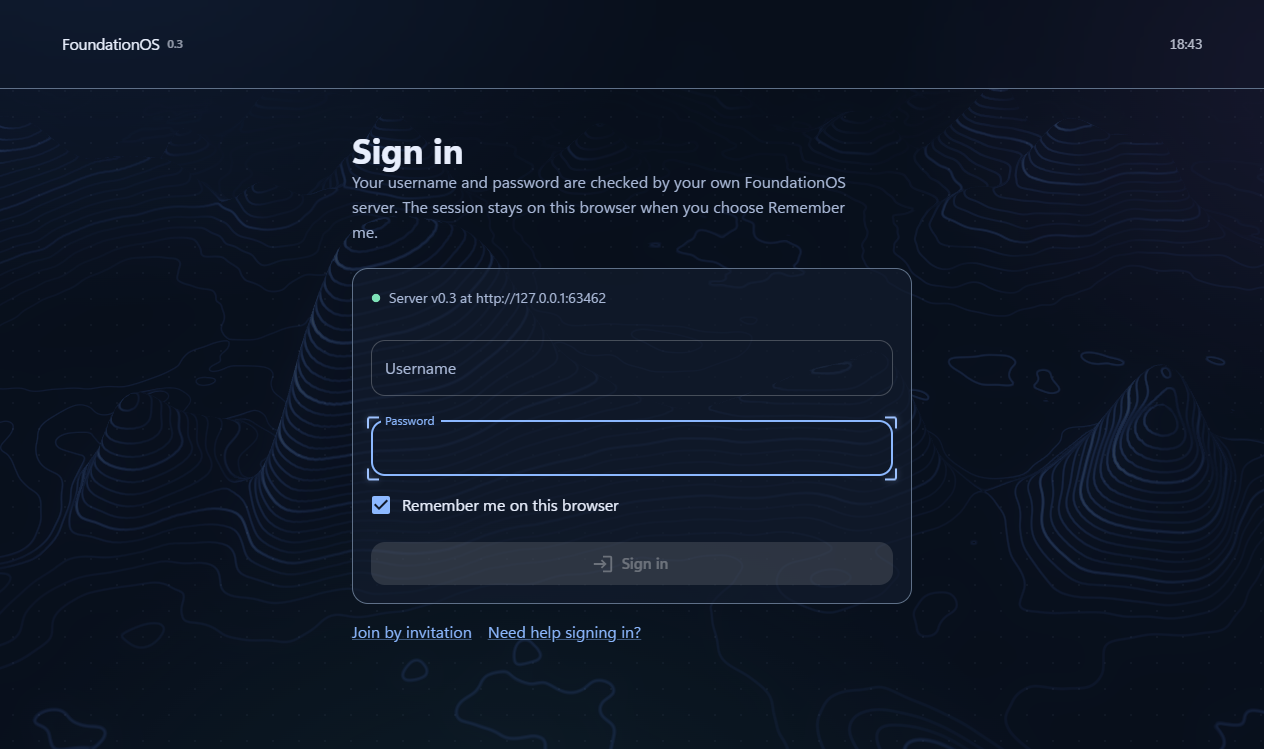 FoundationOS 0.3
18:43
Sign in
Your username and password are checked by your own FoundationOS
server. The session stays on this browser when you choose Remember
me.
Server v0.3 at http://127.0.0.1:63462
Username
Password
Remember me on this browser
Sign in
Join by invitation Need help signing in?